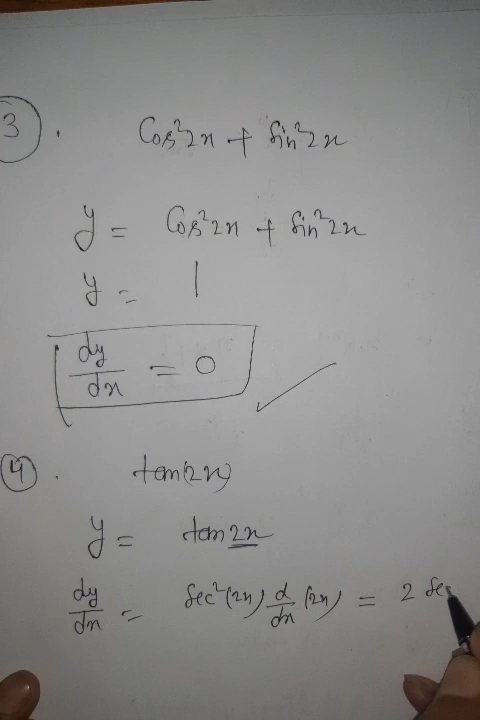 3. Cos²2x + Sin²2x
y = Cos²2x + Sin²2x
y = 1
dy/dx = 0
4. tan(2x)
y = tan 2x
dy/dx = Sec²(2x) d/dx (2x) = 2 Sec